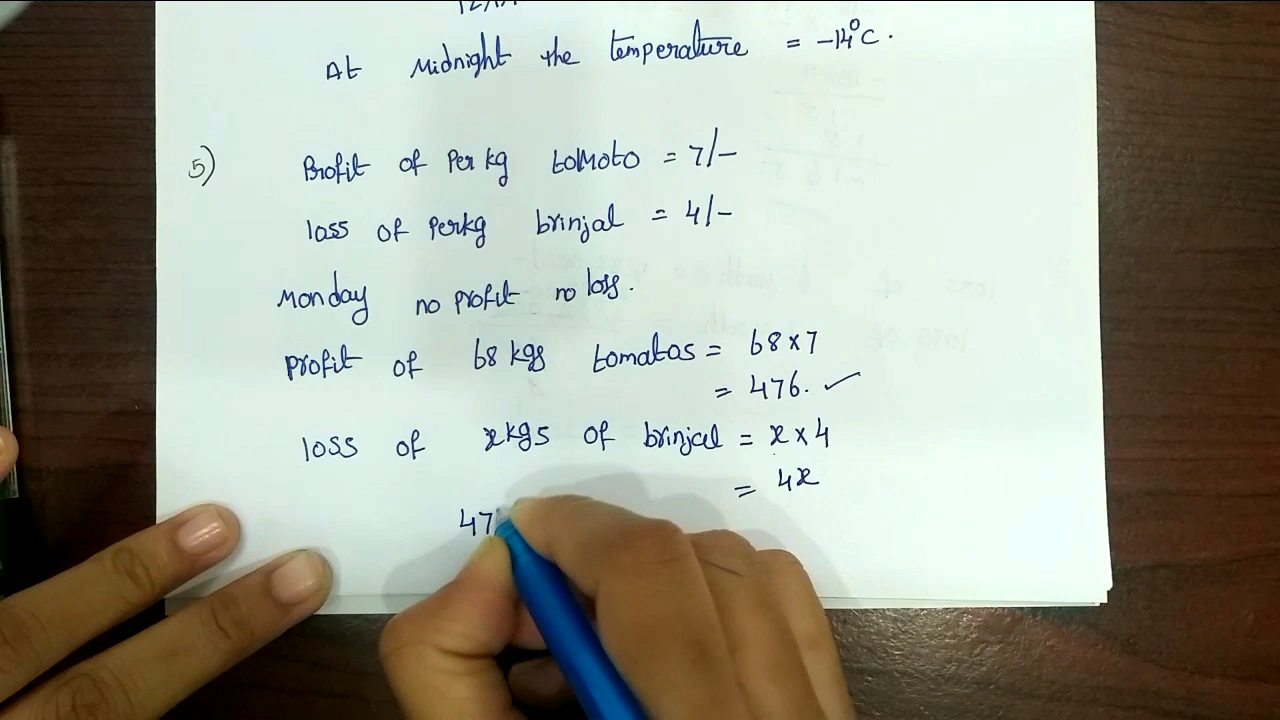 At Midnight the temperature = -14°C.
5) Profit of Per kg tomoto = 7/-
loss of Perkg brinjal = 4/-
Monday no profit no loss.
Profit of 68 kgs tomatos = 68×7
= 476. ✓
loss of xkgs of brinjal = x×4
= 4x
47